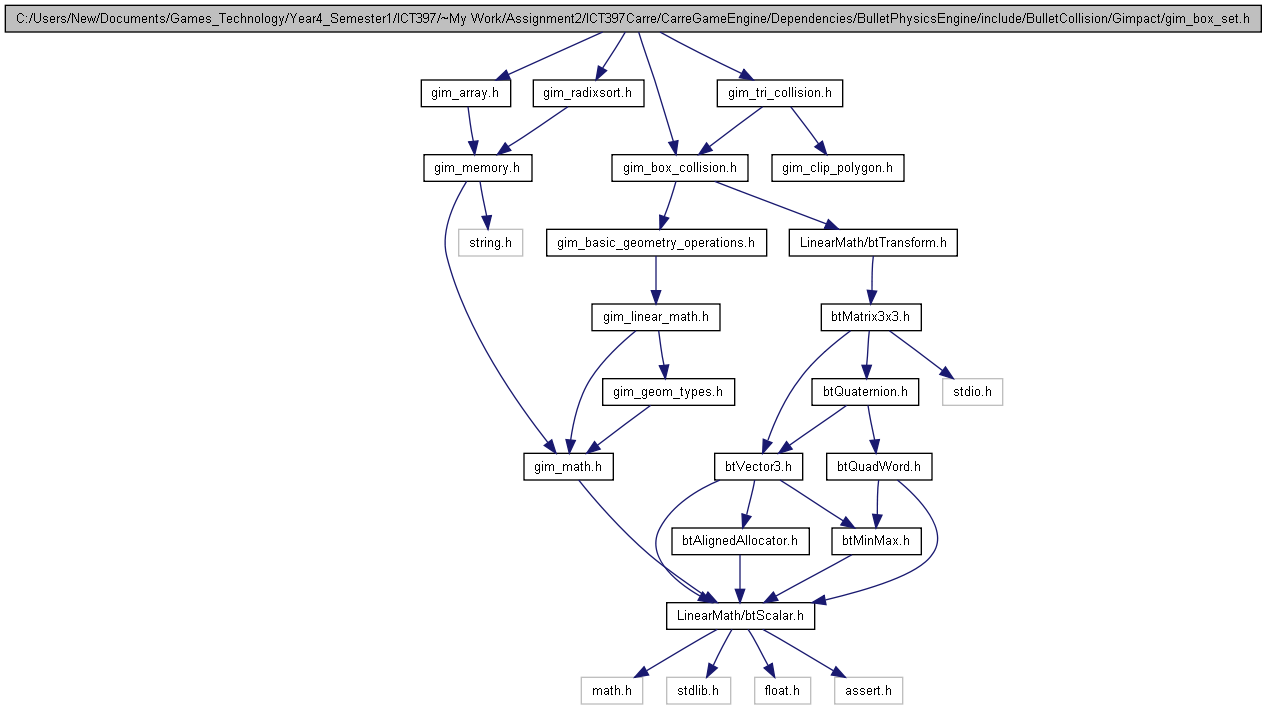 C:/Users/New/Documents/Games_Technology/Year4_Semester1/ICT397/~My Work/Assignment2/ICT397Carre/CarreGameEngine/Dependencies/BulletPhysicsEngine/include/BulletCollision/Gimpact/gim_box_set.h
gim_array.h
gim_radixsort.h
gim_tri_collision.h
gim_memory.h
gim_box_collision.h
gim_clip_polygon.h
string.h
gim_basic_geometry_operations.h
LinearMath/btTransform.h
gim_linear_math.h
btMatrix3x3.h
gim_geom_types.h
btQuaternion.h
stdio.h
gim_math.h
btVector3.h
btQuadWord.h
btAlignedAllocator.h
btMinMax.h
LinearMath/btScalar.h
math.h
stdlib.h
float.h
assert.h